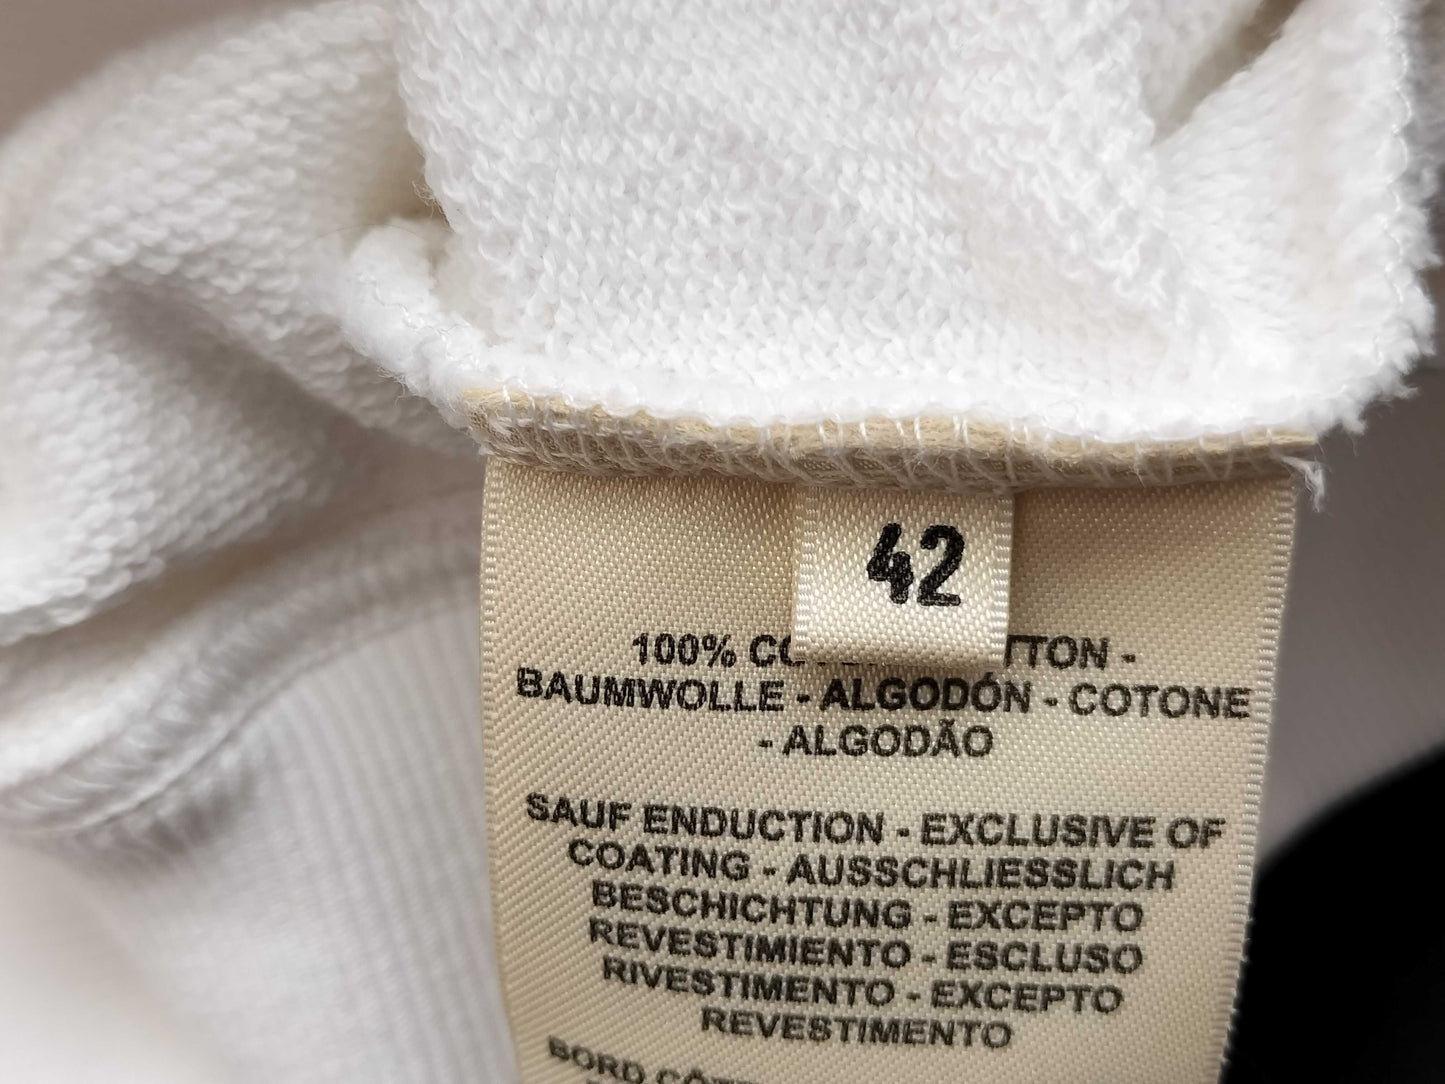 42
100% TTON -
BAUMWOLLE - ALGODÓN - COTONE
- ALGODÃO
SAUF ENDUCTION - EXCLUSIVE OF
COATING - AUSSCHLIESSLICH
BESCHICHTUNG - EXCEPTO
REVESTIMIENTO - ESCLUSO
RIVESTIMENTO - EXCEPTO
REVESTIMENTO
BORD